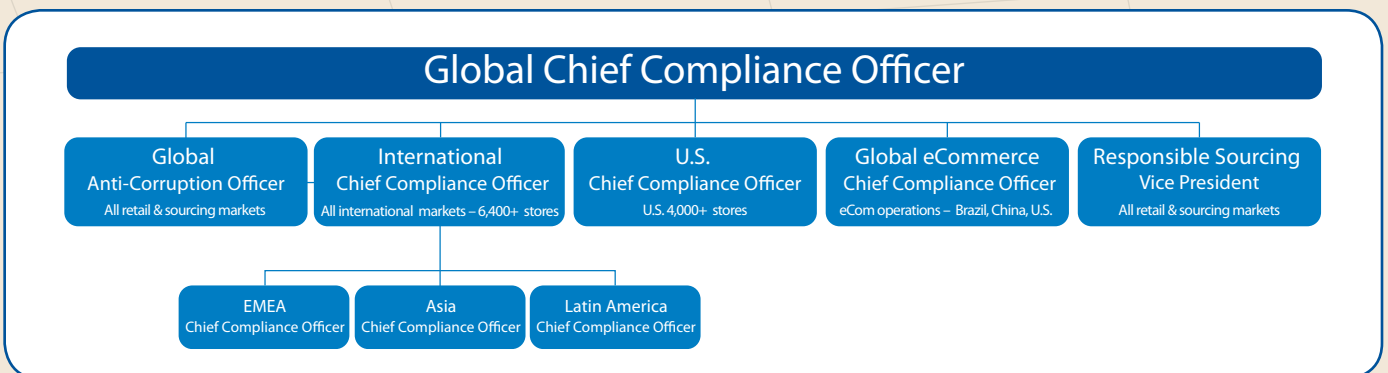 Global Chief Compliance Officer
Global
Anti-Corruption Officer
All retail & sourcing markets
International
Chief Compliance Officer
All international markets – 6,400+ stores
U.S.
Chief Compliance Officer
U.S. 4,000+ stores
Global eCommerce
Chief Compliance Officer
eCom operations – Brazil, China, U.S.
Responsible Sourcing
Vice President
All retail & sourcing markets
EMEA
Chief Compliance Officer
Asia
Chief Compliance Officer
Latin America
Chief Compliance Officer